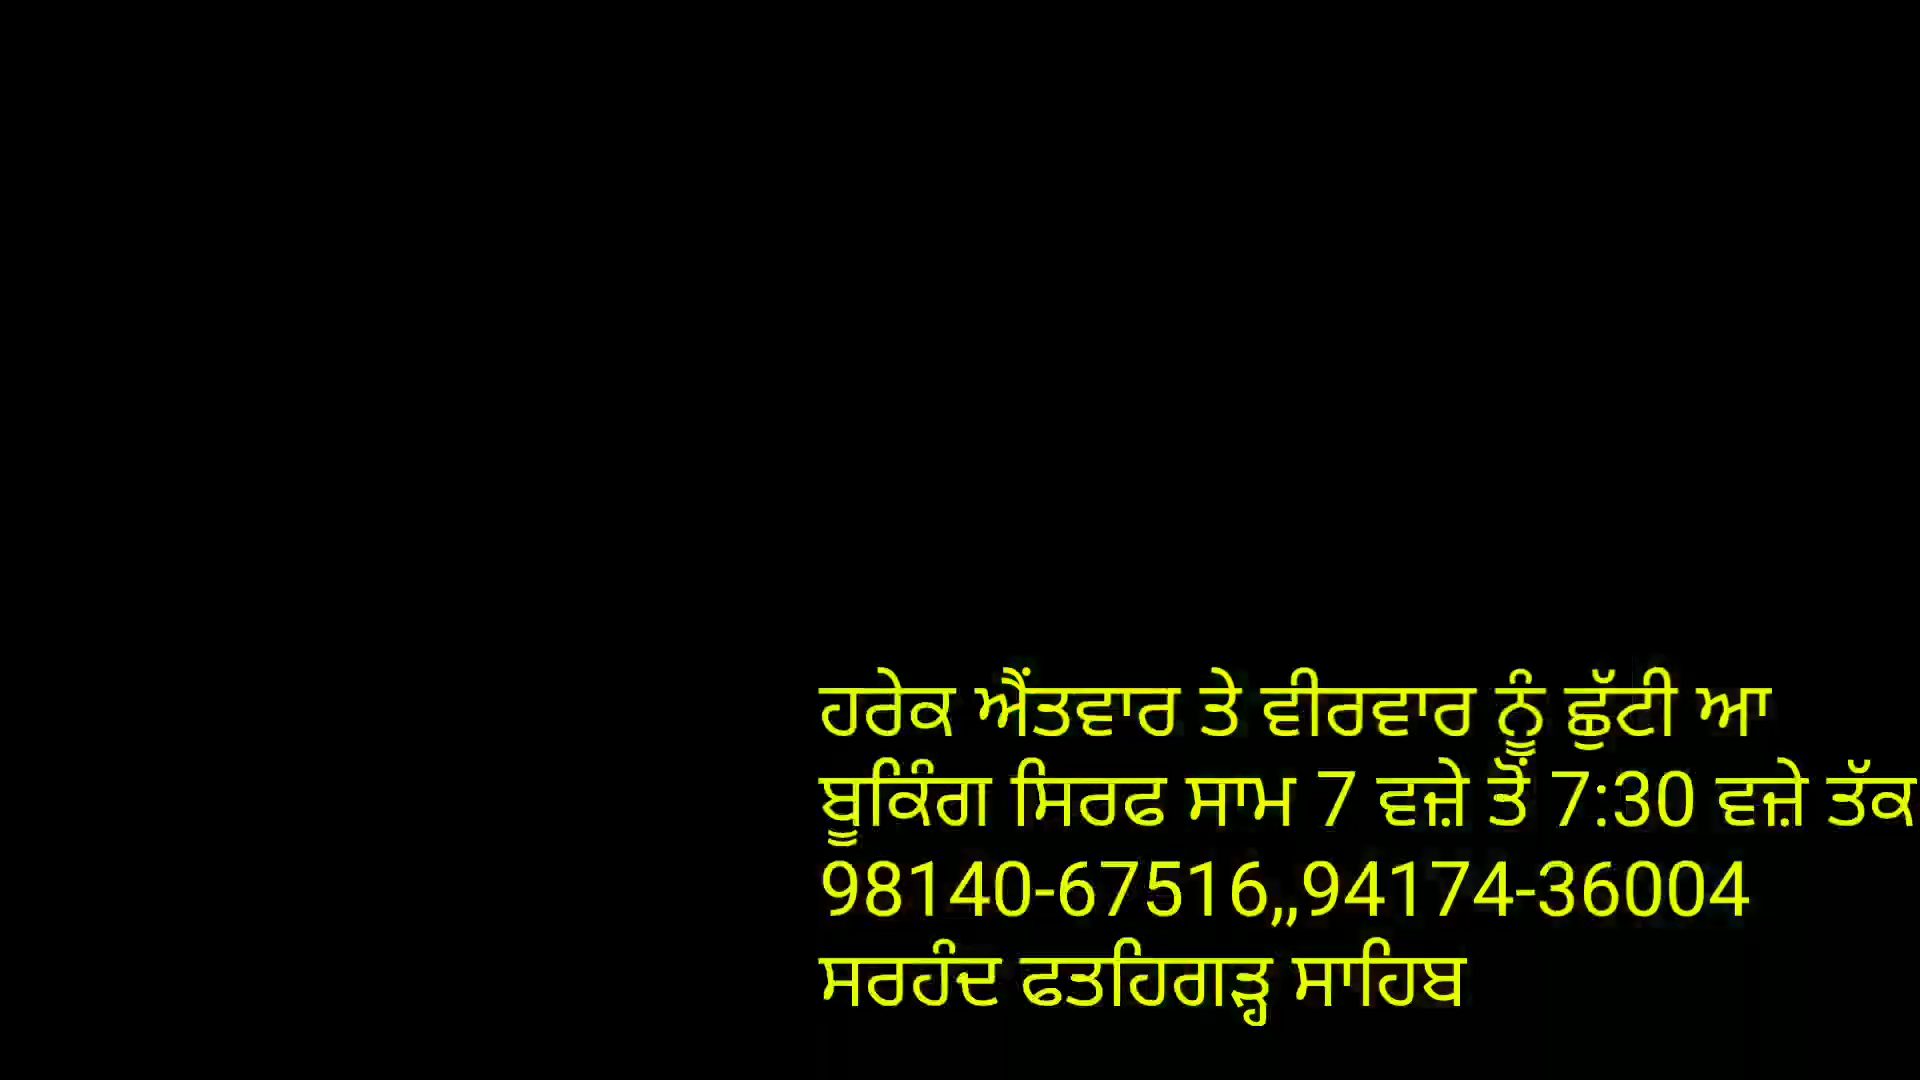 ਹਰੇਕ ਐਂਤਵਾਰ ਤੇ ਵੀਰਵਾਰ ਨੂੰ ਛੁੱਟੀ ਆ
ਬੂਕਿੰਗ ਸਿਰਫ ਸਾਮ 7 ਵਜ਼ੇ ਤੋਂ 7:30 ਵਜ਼ੇ ਤੱਕ
98140-67516,,94174-36004
ਸਰਹੰਦ ਫਤਹਿਗੜ੍ਹ ਸਾਹਿਬ